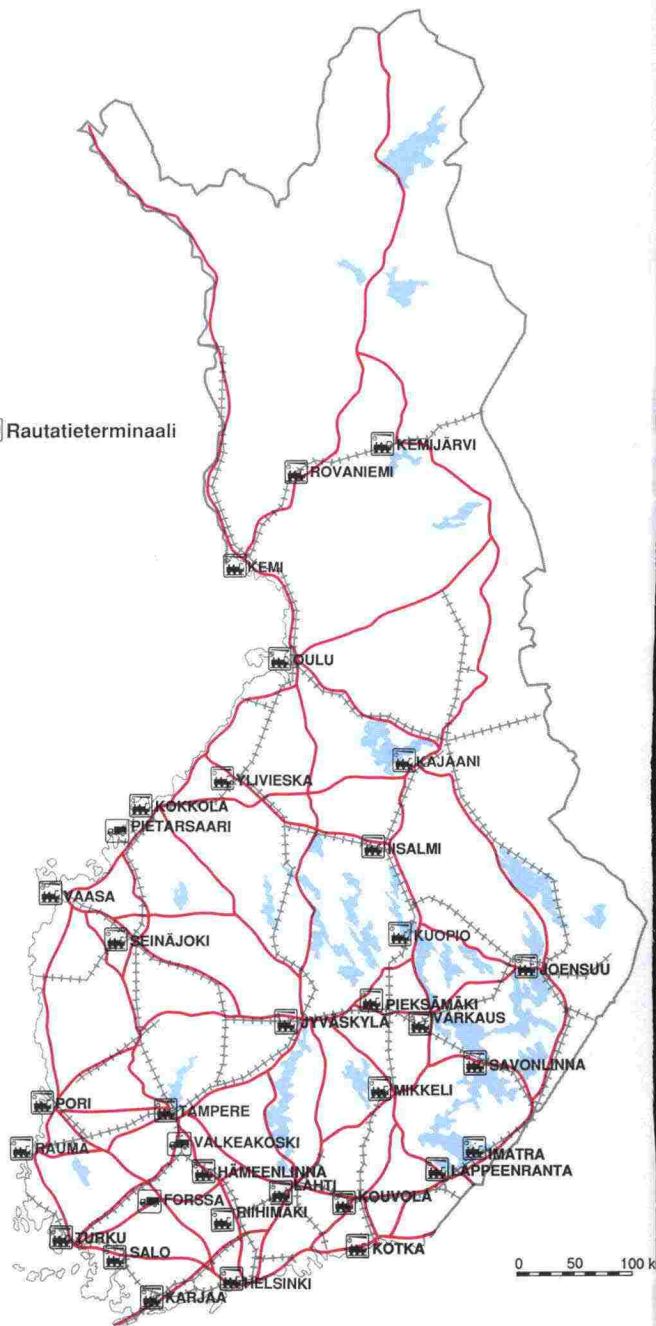 Rautatieterminaali
KEMIJÄRVI
ROVANIEMI
KEMI
OULU
KAJAANI
YLIVIESKA
KOKKOLA
PIETARSAARI
IISALMI
VAASA
SEINÄJOKI
KUOPIO
JOENSUU
PIEKSÄMÄKI
JYVÄSKYLÄ
VARKAUS
SAVONLINNA
MIKKELI
PORI
TAMPERE
VALKEAKOSKI
RAUMA
IMATRA
HÄMEENLINNA
LAPPEENRANTA
LAHTI
FORSSA
KOUVOLA
RIIHIMÄKI
TURKU
SALO
KOTKA
HELSINKI
KARJAA
0 50 100 k